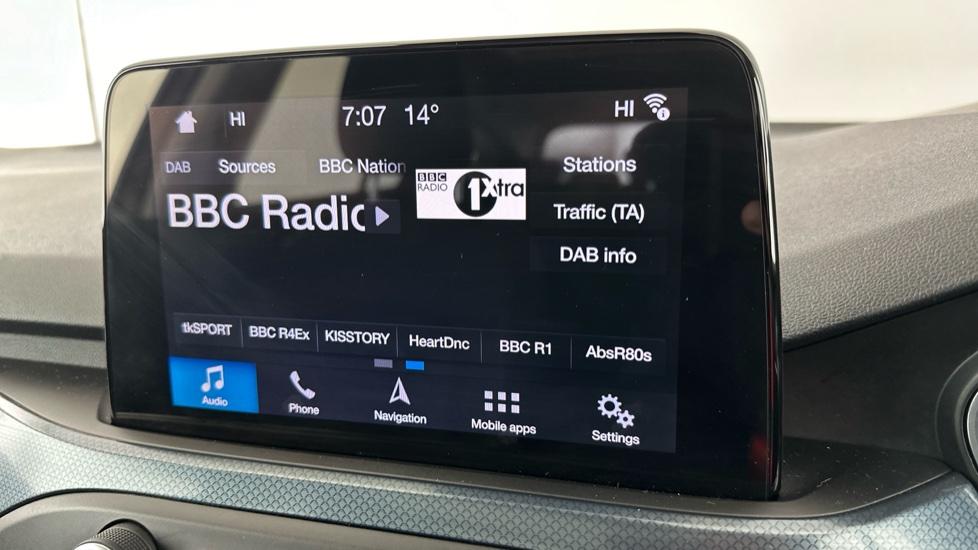 HI 7:07 14° HI
DAB Sources BBC Nation Stations
BBC RADIO 1Xtra
BBC Radio
Traffic (TA)
DAB info
tkSPORT BBC R4Ex KISSTORY HeartDnc BBC R1 AbsR80s
Audio Phone Navigation Mobile apps Settings